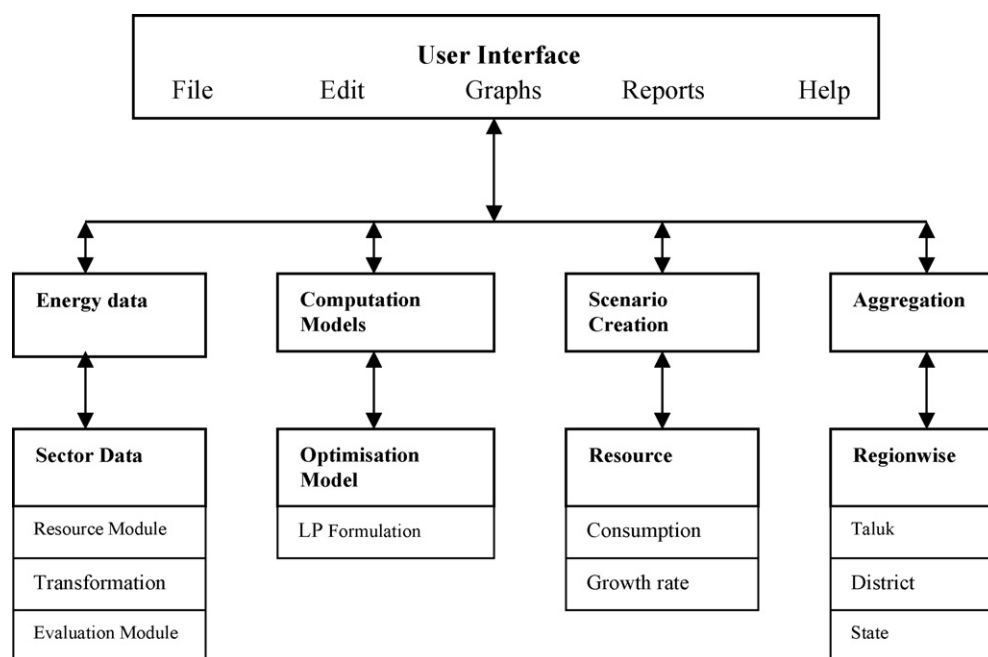 User Interface
File Edit Graphs Reports Help
Energy data
Computation
Models
Scenario
Creation
Aggregation
Sector Data
Optimisation
Model
Resource
Regionwise
Resource Module
LP Formulation
Consumption
Taluk
Transformation
Growth rate
District
Evaluation Module
State